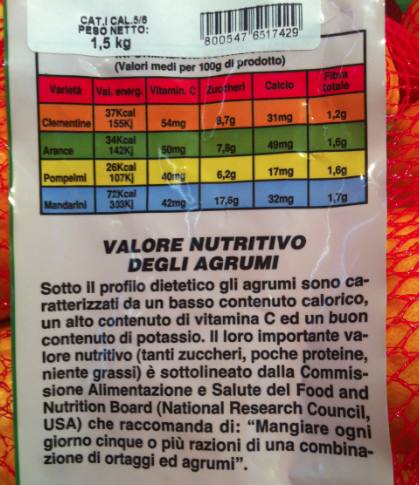 CAT.I CAL.5/6
PESO NETTO:
1,5 kg
800547 6517429
(Valori medi per 100g di prodotto)
Varietà Val. energ. Vitamin. C Zuccheri Calcio Fibra totale
Clementine 37Kcal 155Kj 54mg 8,7g 31mg 1,2g
Arance 34Kcal 142Kj 50mg 7,8g 49mg 1,6g
Pompelmi 26Kcal 107Kj 40mg 6,2g 17mg 1,6g
Mandarini 72Kcal 303Kj 42mg 17,6g 32mg 1,7g
VALORE NUTRITIVO
DEGLI AGRUMI
Sotto il profilo dietetico gli agrumi sono ca-
ratterizzati da un basso contenuto calorico,
un alto contenuto di vitamina C ed un buon
contenuto di potassio. Il loro importante va-
lore nutritivo (tanti zuccheri, poche proteine,
niente grassi) è sottolineato dalla Commis-
sione Alimentazione e Salute del Food and
Nutrition Board (National Research Council,
USA) che raccomanda di: “Mangiare ogni
giorno cinque o più razioni di una combina-
zione di ortaggi ed agrumi”.